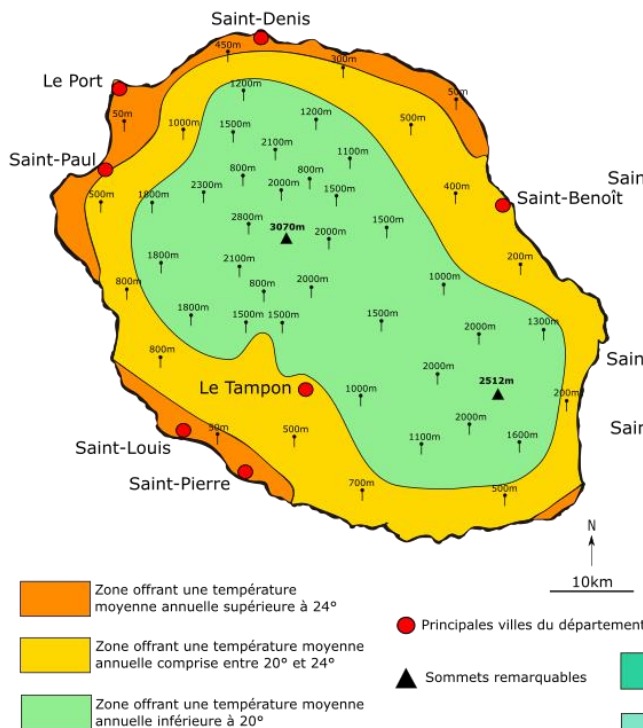 Saint-Denis
450m
300m
Le Port
1200m
50m
50m
1000m
1500m
1200m
500m
2100m
1100m
Saint-Paul
800m
800m
Sain
500m
1800m
2300m
2000m
1500m
400m
Saint-Benoît
2800m
3070m
1500m
2000m
1800m
2100m
200m
800m
800m
2000m
1000m
1800m
1500m
1500m
1500m
2000m
1300m
800m
Sain
2000m
2512m
Le Tampon
1000m
200m
Saint-Louis
50m
500m
2000m
Sain
1100m
1600m
Saint-Pierre
700m
500m
N
10km
Zone offrant une température
moyenne annuelle supérieure à 24°
Principales villes du département
Zone offrant une température moyenne
annuelle comprise entre 20° et 24°
Sommets remarquables
Zone offrant une température moyenne
annuelle inférieure à 20°